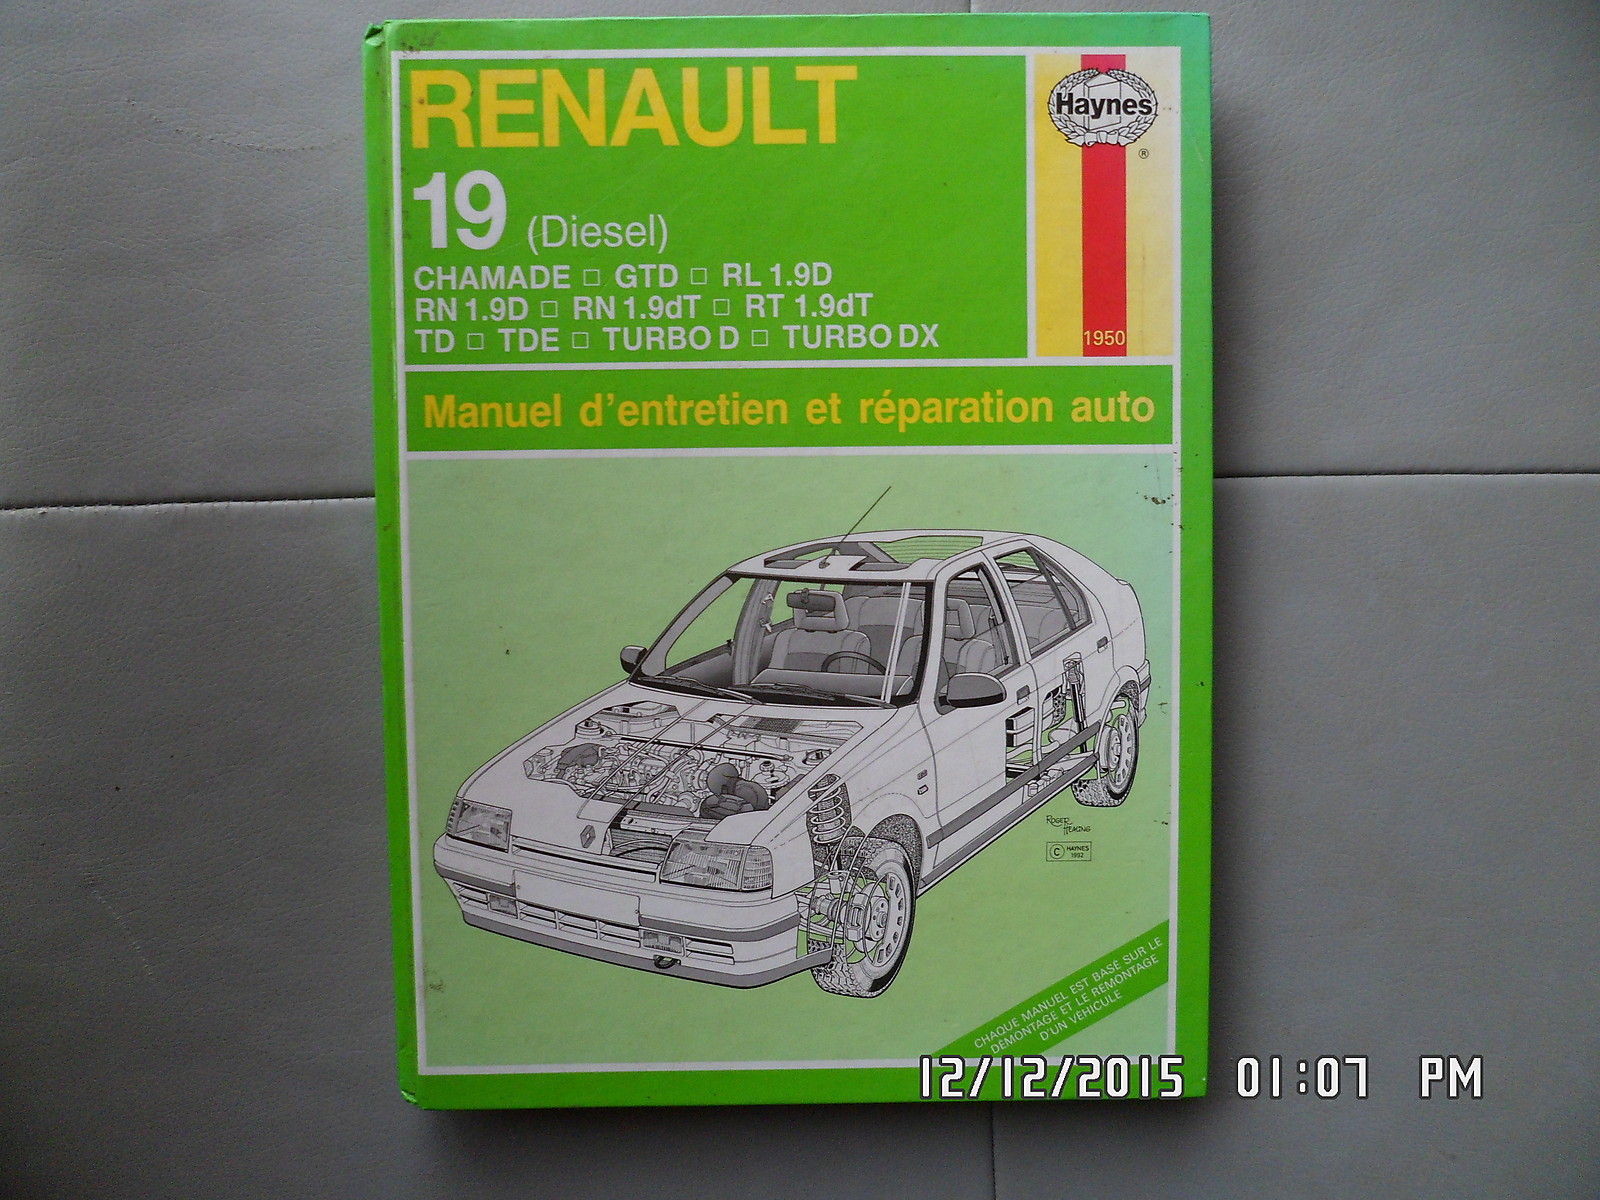 RENAULT
Haynes
®
19 (Diesel)
CHAMADE □ GTD □ RL 1.9D
RN 1.9D □ RN 1.9dT □ RT 1.9dT
TD □ TDE □ TURBO D □ TURBO DX
1950
Manuel d'entretien et réparation auto
ROGER
HEMING
© HAYNES
1992
CHAQUE MANUEL EST BASÉ SUR LE
DÉMONTAGE ET LE REMONTAGE
D'UN VÉHICULE
12/12/2015 01:07 PM